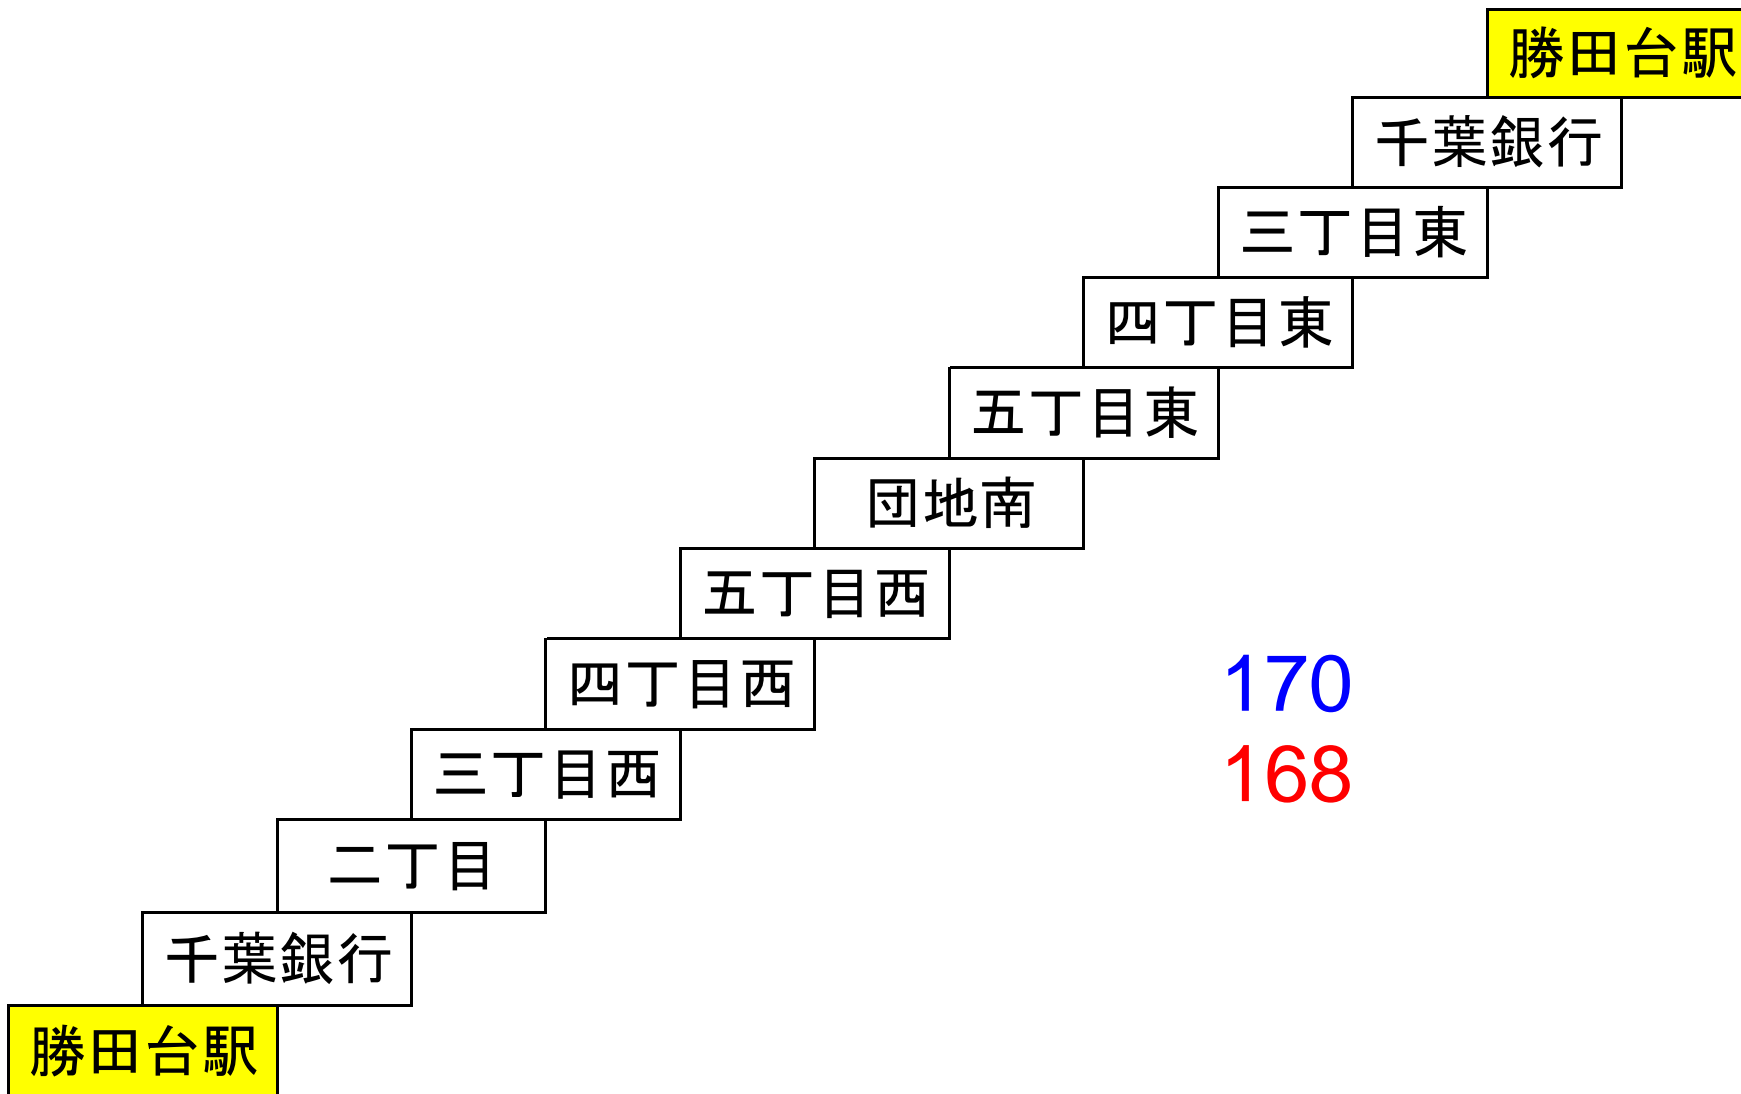 勝田台駅
千葉銀行
三丁目東
四丁目東
五丁目東
団地南
五丁目西
四丁目西
170
三丁目西
168
二丁目
千葉銀行
勝田台駅